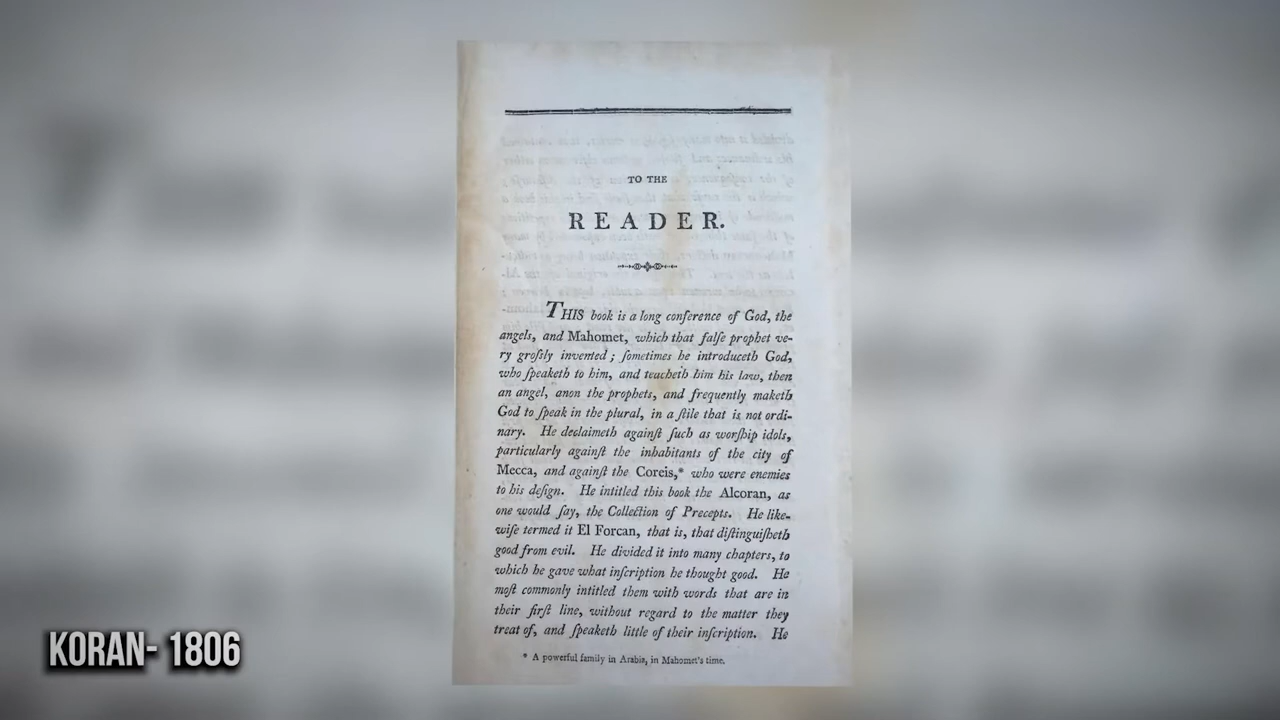 TO THE
READER.
THIS book is a long conference of God, the
angels, and Mahomet, which that falſe prophet ve-
ry groſsly invented; ſometimes he introduceth God,
who ſpeaketh to him, and teacheth him his law, then
an angel, anon the prophets, and frequently maketh
God to ſpeak in the plural, in a ſtile that is not ordi-
nary. He declaimeth againſt ſuch as worſhip idols,
particularly againſt the inhabitants of the city of
Mecca, and againſt the Coreis,* who were enemies
to his deſign. He intitled this book the Alcoran, as
one would ſay, the Collection of Precepts. He like-
wiſe termed it El Forcan, that is, that diſtinguiſheth
good from evil. He divided it into many chapters, to
which he gave what inſcription he thought good. He
moſt commonly intitled them with words that are in
their firſt line, without regard to the matter they
treat of, and ſpeaketh little of their inſcription. He
* A powerful family in Arabia, in Mahomet's time.
KORAN- 1806